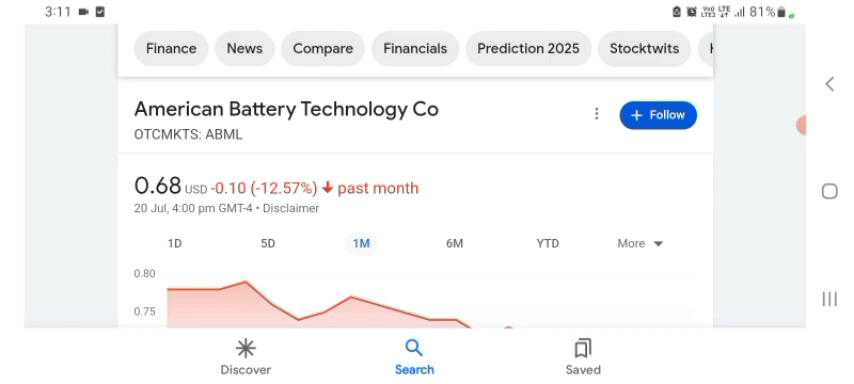 3:11 81%
Finance News Compare Financials Prediction 2025 Stocktwits
American Battery Technology Co
+ Follow
OTCMKTS: ABML
0.68 USD -0.10 (-12.57%) past month
20 Jul, 4:00 pm GMT-4 • Disclaimer
1D 5D 1M 6M YTD More
0.80
0.75
Discover Search Saved